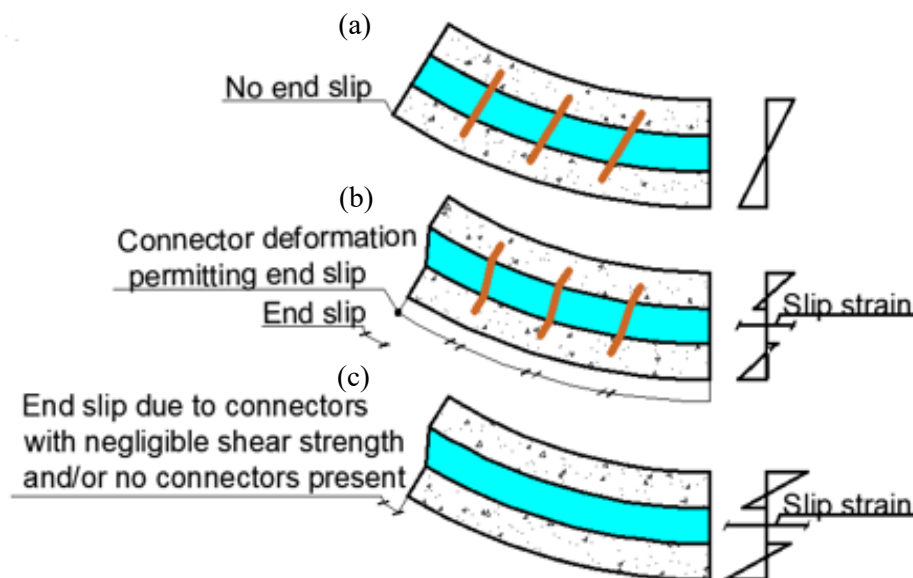 (a)
No end slip
(b)
Connector deformation
permitting end slip
End slip
Slip strain
(c)
End slip due to connectors
with negligible shear strength
and/or no connectors present
Slip strain